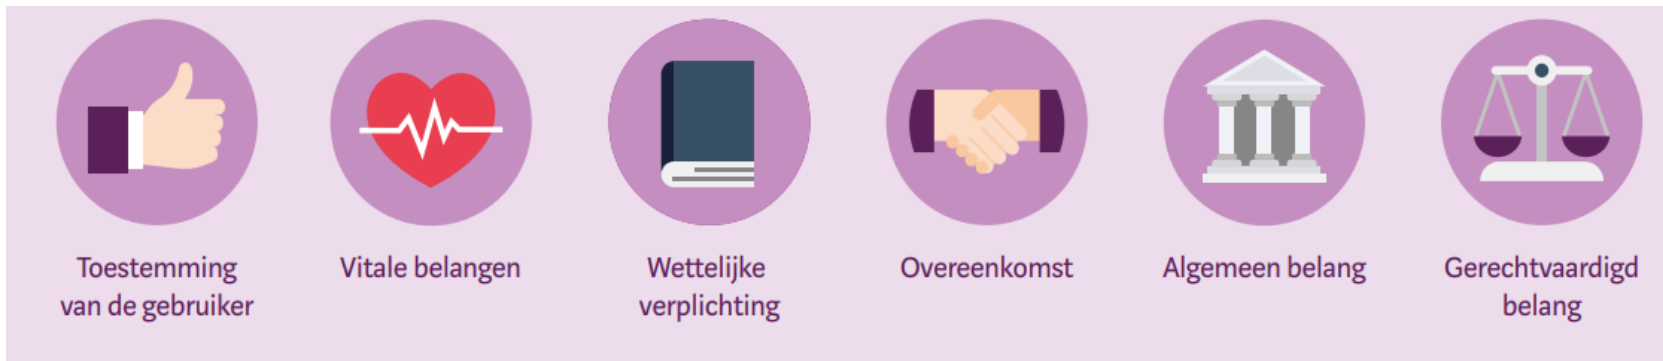 Toestemming
van de gebruiker
Vitale belangen
Wettelijke
verplichting
Overeenkomst
Algemeen belang
Gerechtvaardigd
belang